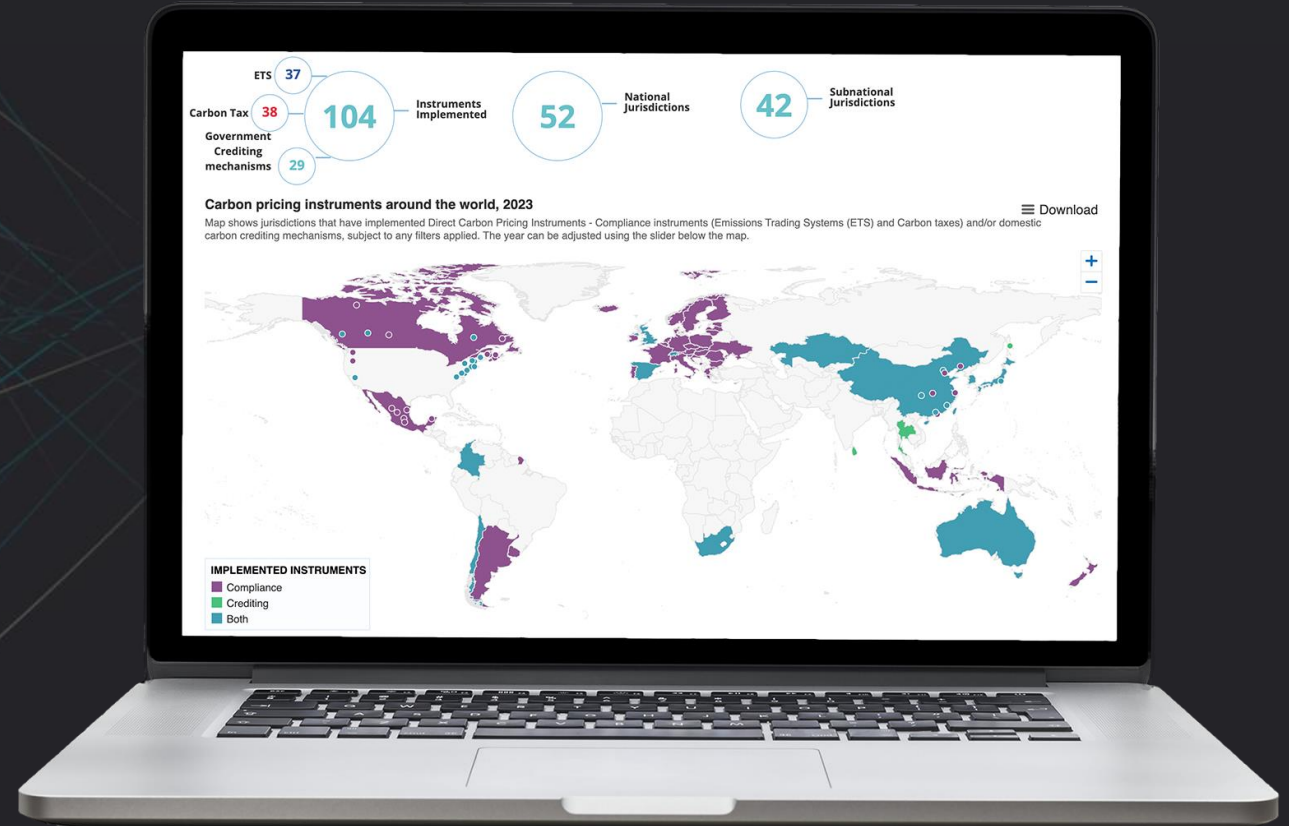 ETS 37
Carbon Tax 38
Government
Crediting
mechanisms 29
104
Instruments
Implemented
52
National
Jurisdictions
42
Subnational
Jurisdictions
Carbon pricing instruments around the world, 2023
Download
Map shows jurisdictions that have implemented Direct Carbon Pricing Instruments - Compliance instruments (Emissions Trading Systems (ETS) and Carbon taxes) and/or domestic
carbon crediting mechanisms, subject to any filters applied. The year can be adjusted using the slider below the map.
+
−
IMPLEMENTED INSTRUMENTS
Compliance
Crediting
Both